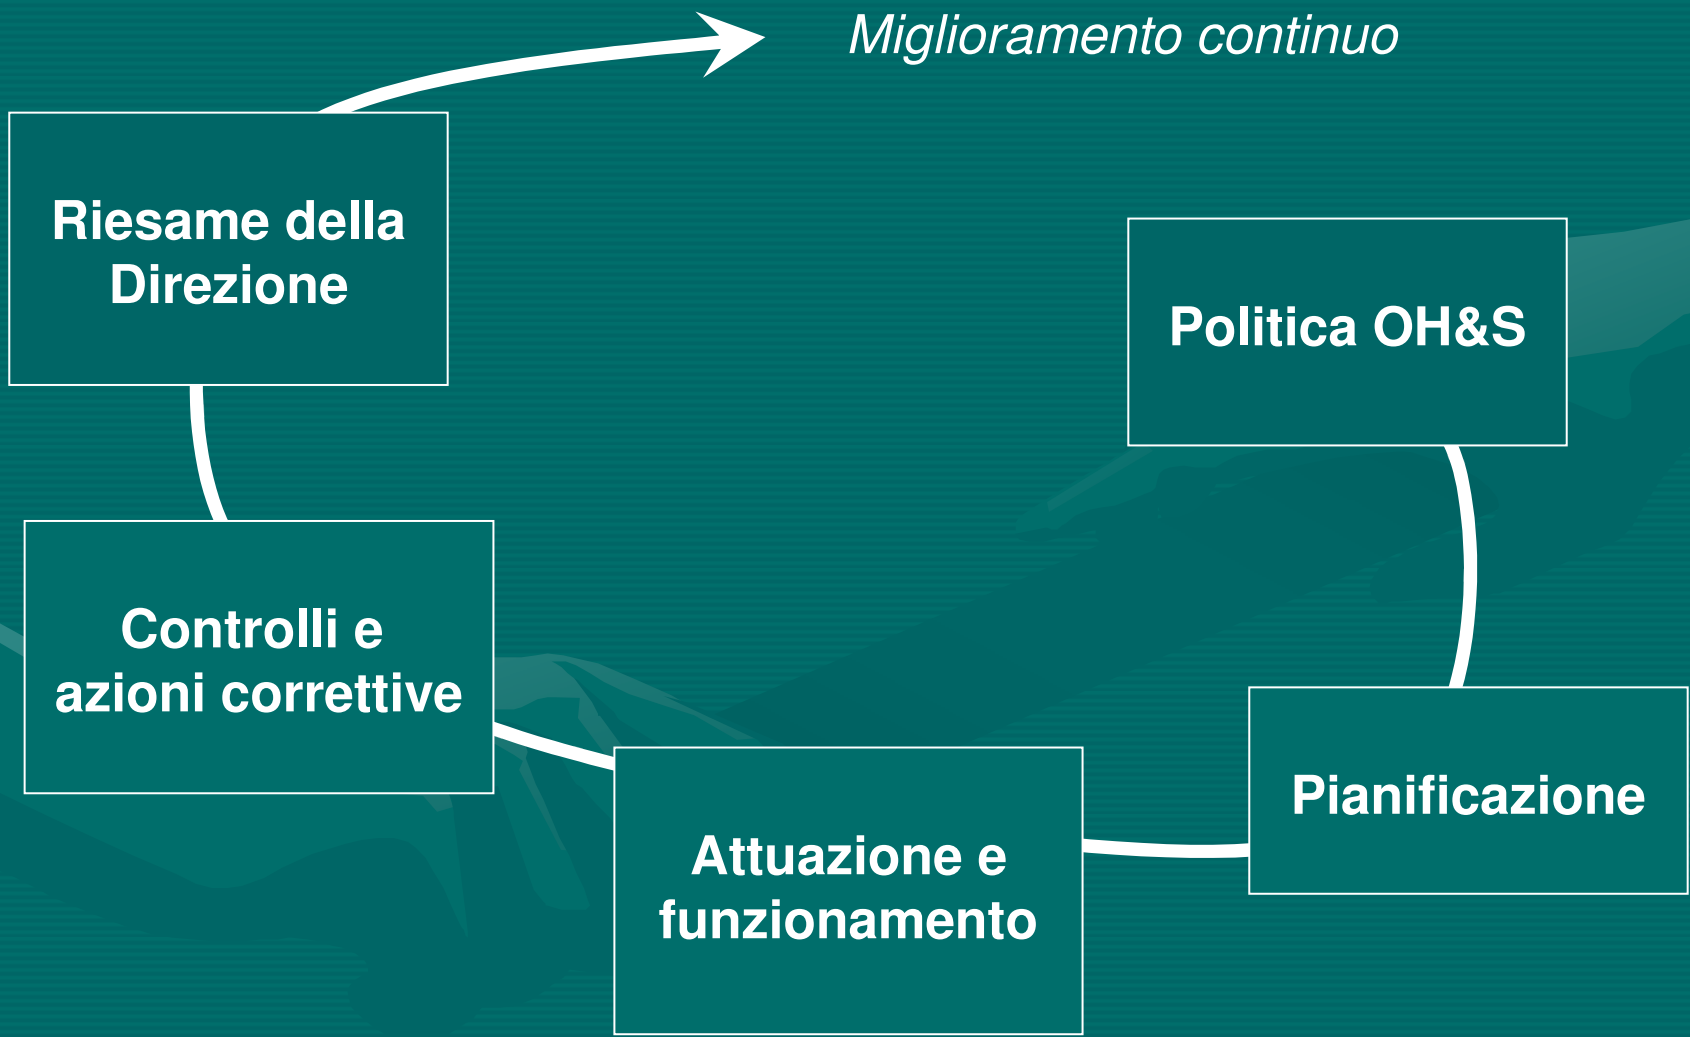 Miglioramento continuo
Riesame della
Direzione
Politica OH&S
Controlli e
azioni correttive
Pianificazione
Attuazione e
funzionamento